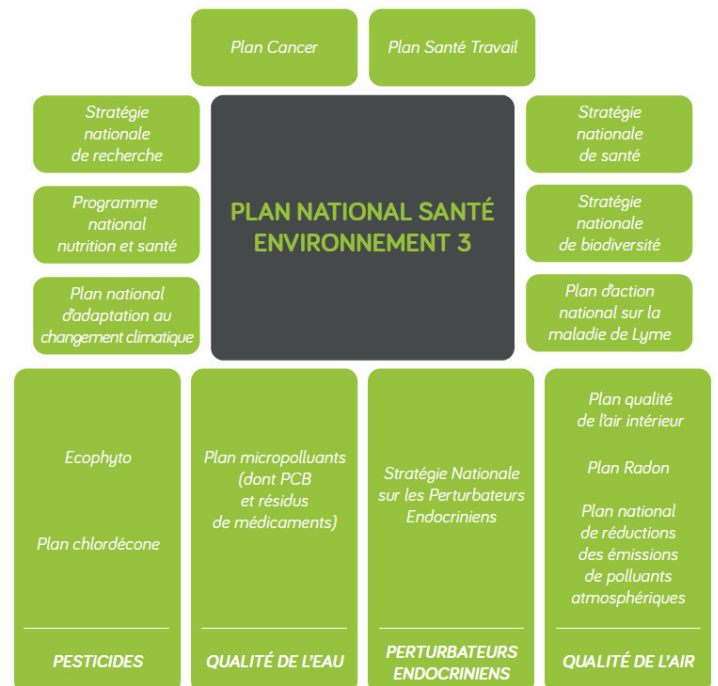 Plan Cancer
Plan Santé Travail
Stratégie
nationale
de recherche
Programme
national
nutrition et santé
Plan national
d'adaptation au
changement climatique
PLAN NATIONAL SANTÉ
ENVIRONNEMENT 3
Stratégie
nationale
de santé
Stratégie
nationale
de biodiversité
Plan d'action
national sur la
maladie de Lyme
Ecophyto
Plan chlordécone
PESTICIDES
Plan micropolluants
(dont PCB
et résidus
de médicaments)
QUALITÉ DE L'EAU
Stratégie Nationale
sur les Perturbateurs
Endocriniens
PERTURBATEURS
ENDOCRINIENS
Plan qualité
de l'air intérieur
Plan Radon
Plan national
de réductions
des émissions
de polluants
atmosphériques
QUALITÉ DE L'AIR